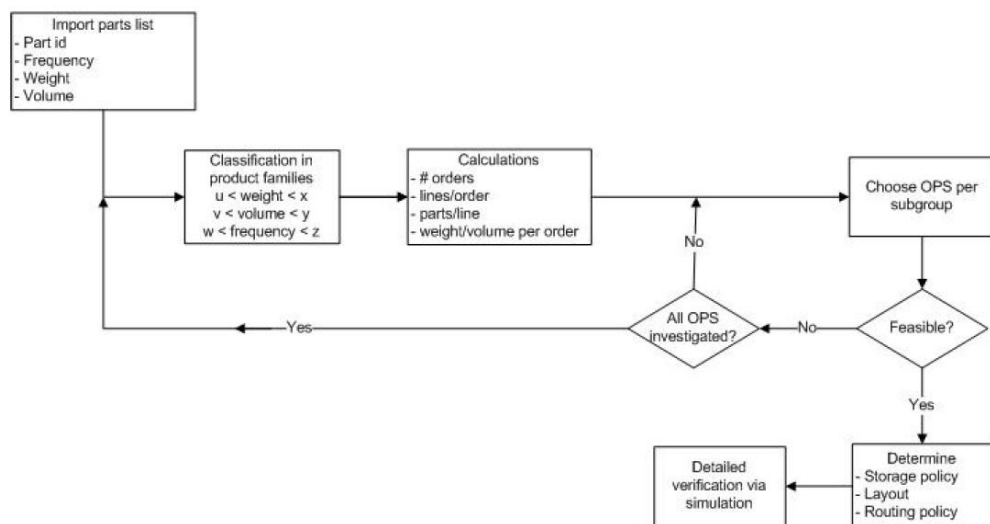 Import parts list
- Part id
- Frequency
- Weight
- Volume
Classification in
product families
u < weight < x
v < volume < y
w < frequency < z
Calculations
- # orders
- lines/order
- parts/line
- weight/volume per order
Choose OPS per
subgroup
No
All OPS
investigated?
Yes
No
Feasible?
Yes
Detailed
verification via
simulation
Determine
- Storage policy
- Layout
- Routing policy